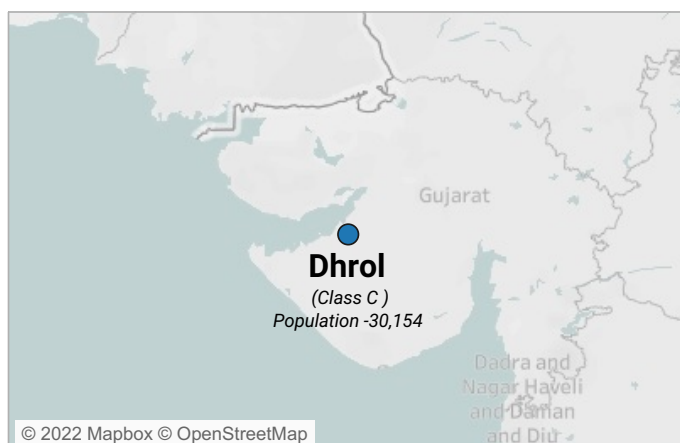 Gujarat
Dhrol
(Class C )
Population -30,154
Dadra and
Nagar Haveli
and Daman
and Diu
© 2022 Mapbox © OpenStreetMap